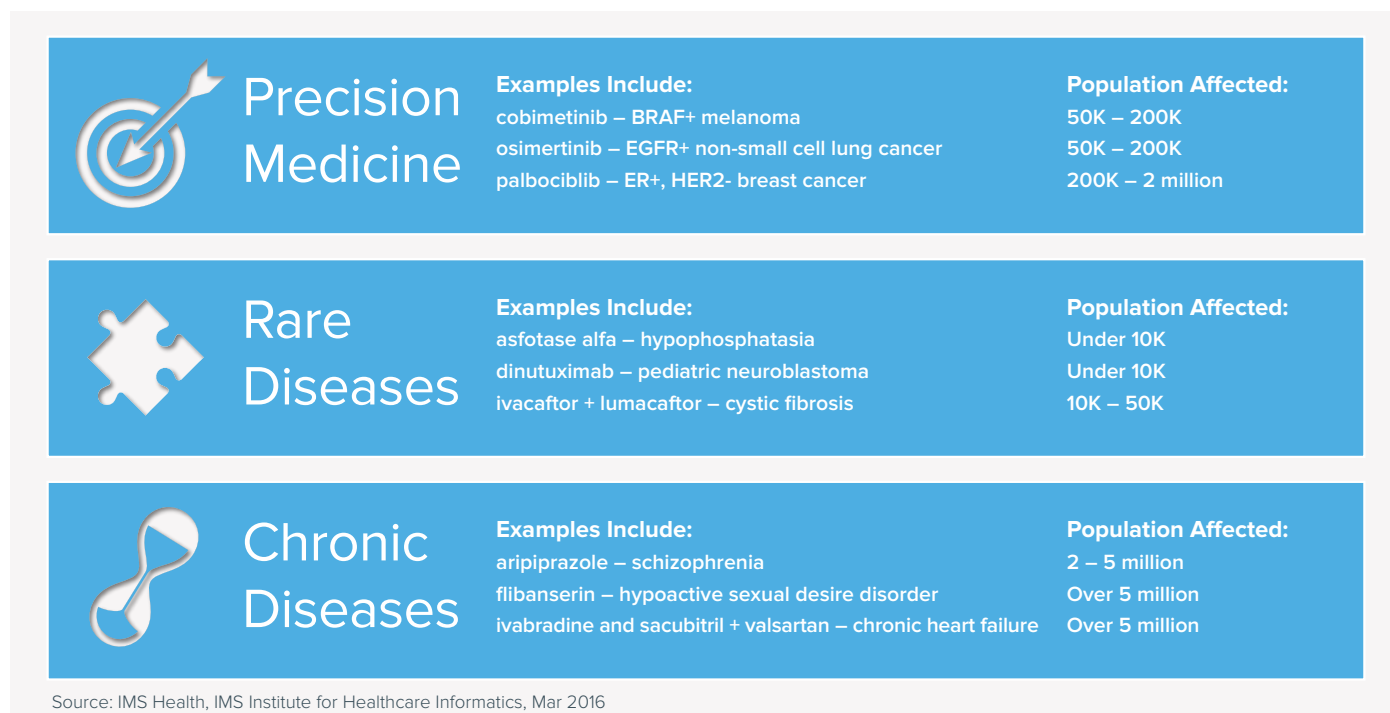 Precision
Medicine
Examples Include:
cobimetinib – BRAF+ melanoma
osimertinib – EGFR+ non-small cell lung cancer
palbociblib – ER+, HER2- breast cancer
Population Affected:
50K – 200K
50K – 200K
200K – 2 million
Rare
Diseases
Examples Include:
asfotase alfa – hypophosphatasia
dinutuximab – pediatric neuroblastoma
ivacaftor + lumacaftor – cystic fibrosis
Population Affected:
Under 10K
Under 10K
10K – 50K
Chronic
Diseases
Examples Include:
aripiprazole – schizophrenia
flibanserin – hypoactive sexual desire disorder
ivabradine and sacubitril + valsartan – chronic heart failure
Population Affected:
2 – 5 million
Over 5 million
Over 5 million
Source: IMS Health, IMS Institute for Healthcare Informatics, Mar 2016